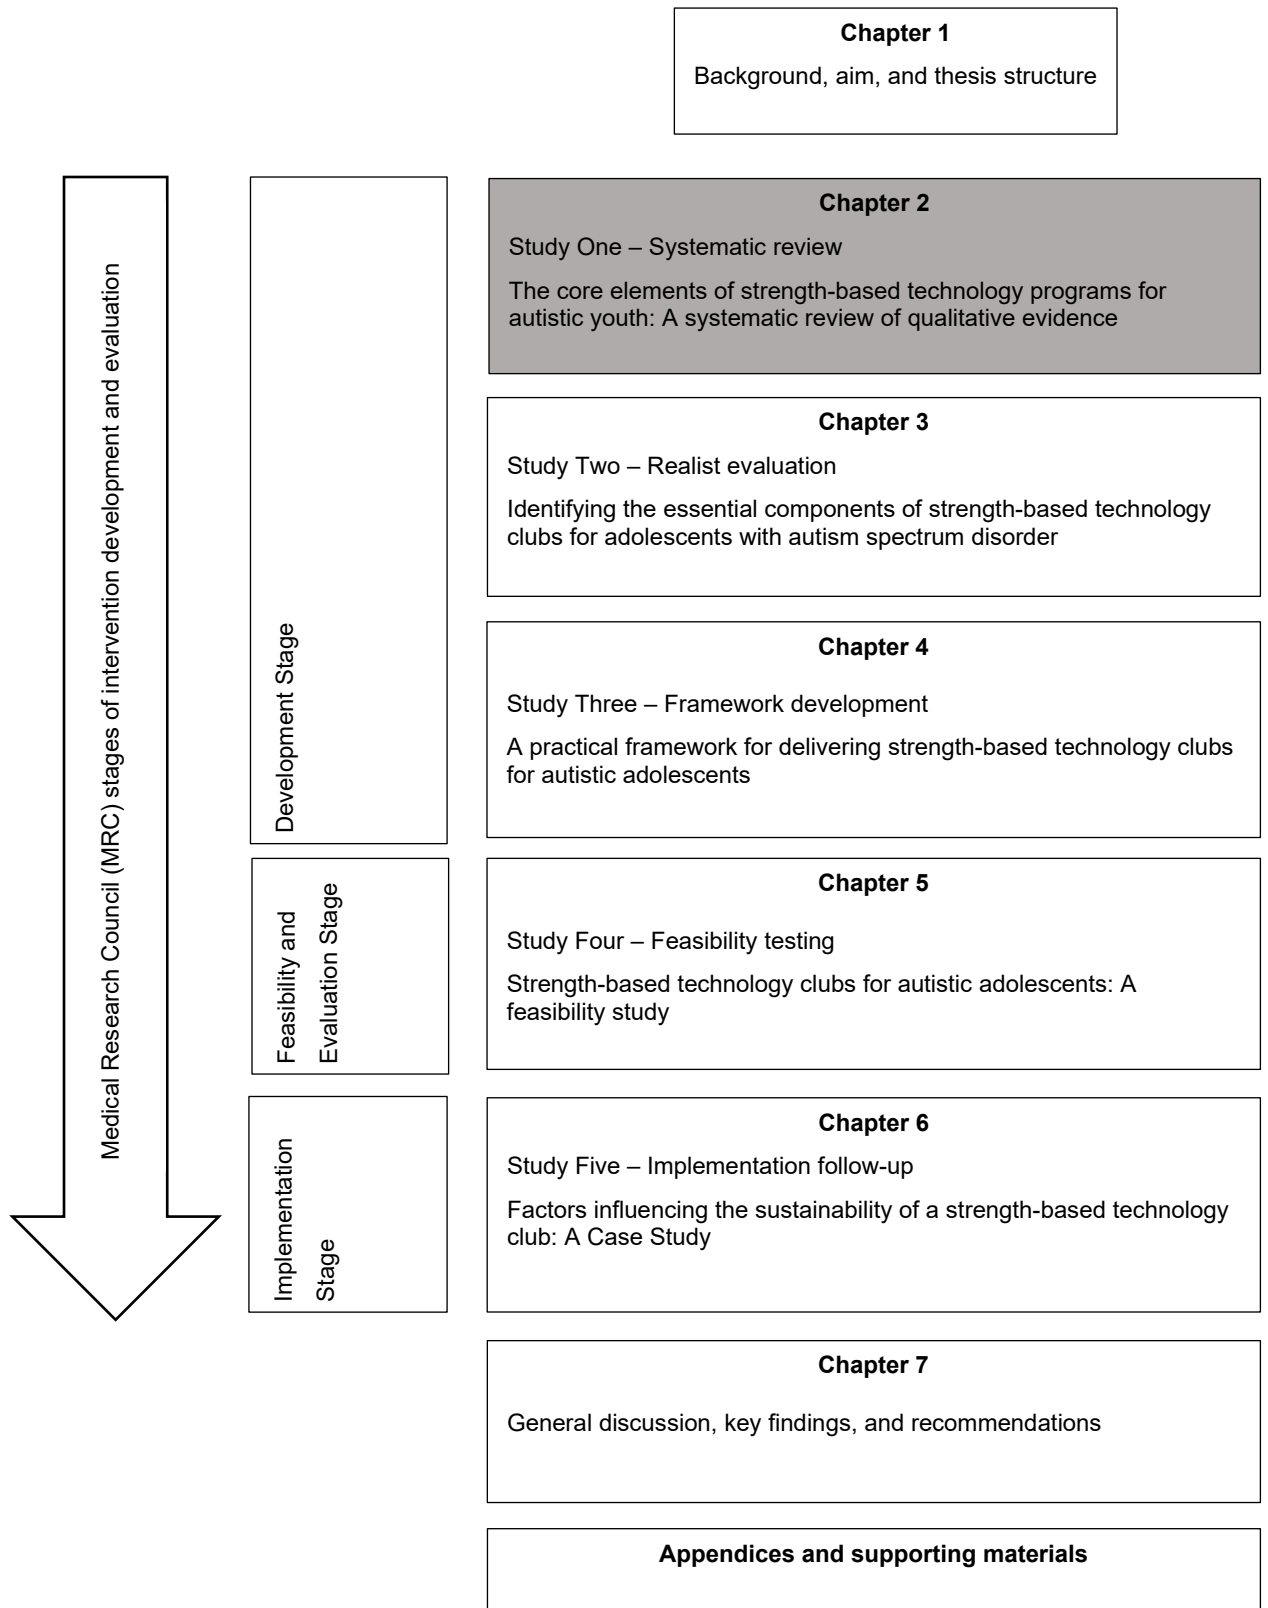 Chapter 1
Background, aim, and thesis structure
Medical Research Council (MRC) stages of intervention development and evaluation
Development Stage
Chapter 2
Study One – Systematic review
The core elements of strength-based technology programs for
autistic youth: A systematic review of qualitative evidence
Chapter 3
Study Two – Realist evaluation
Identifying the essential components of strength-based technology
clubs for adolescents with autism spectrum disorder
Chapter 4
Study Three – Framework development
A practical framework for delivering strength-based technology clubs
for autistic adolescents
Feasibility and
Evaluation Stage
Chapter 5
Study Four – Feasibility testing
Strength-based technology clubs for autistic adolescents: A
feasibility study
Implementation
Stage
Chapter 6
Study Five – Implementation follow-up
Factors influencing the sustainability of a strength-based technology
club: A Case Study
Chapter 7
General discussion, key findings, and recommendations
Appendices and supporting materials